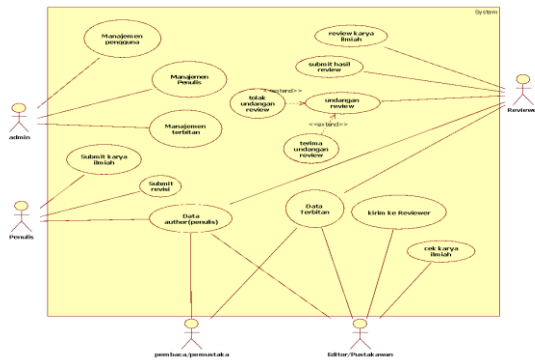 System
Manajemen
pengguna
review karya
ilmiah
submit hasil
review
Manajemen
Penulis
<<extend>>
tolak
undangan
review
undangan
review
Reviewe
admin
Manajemen
terbitan
<<extend>>
terima
undangan
review
Submit karya
ilmiah
Submit
revisi
Data
author(penulis)
Data
Terbitan
kirim ke Reviewer
Penulis
cek karya
ilmiah
pembaca/pemustaka
Editor/Pustakawan